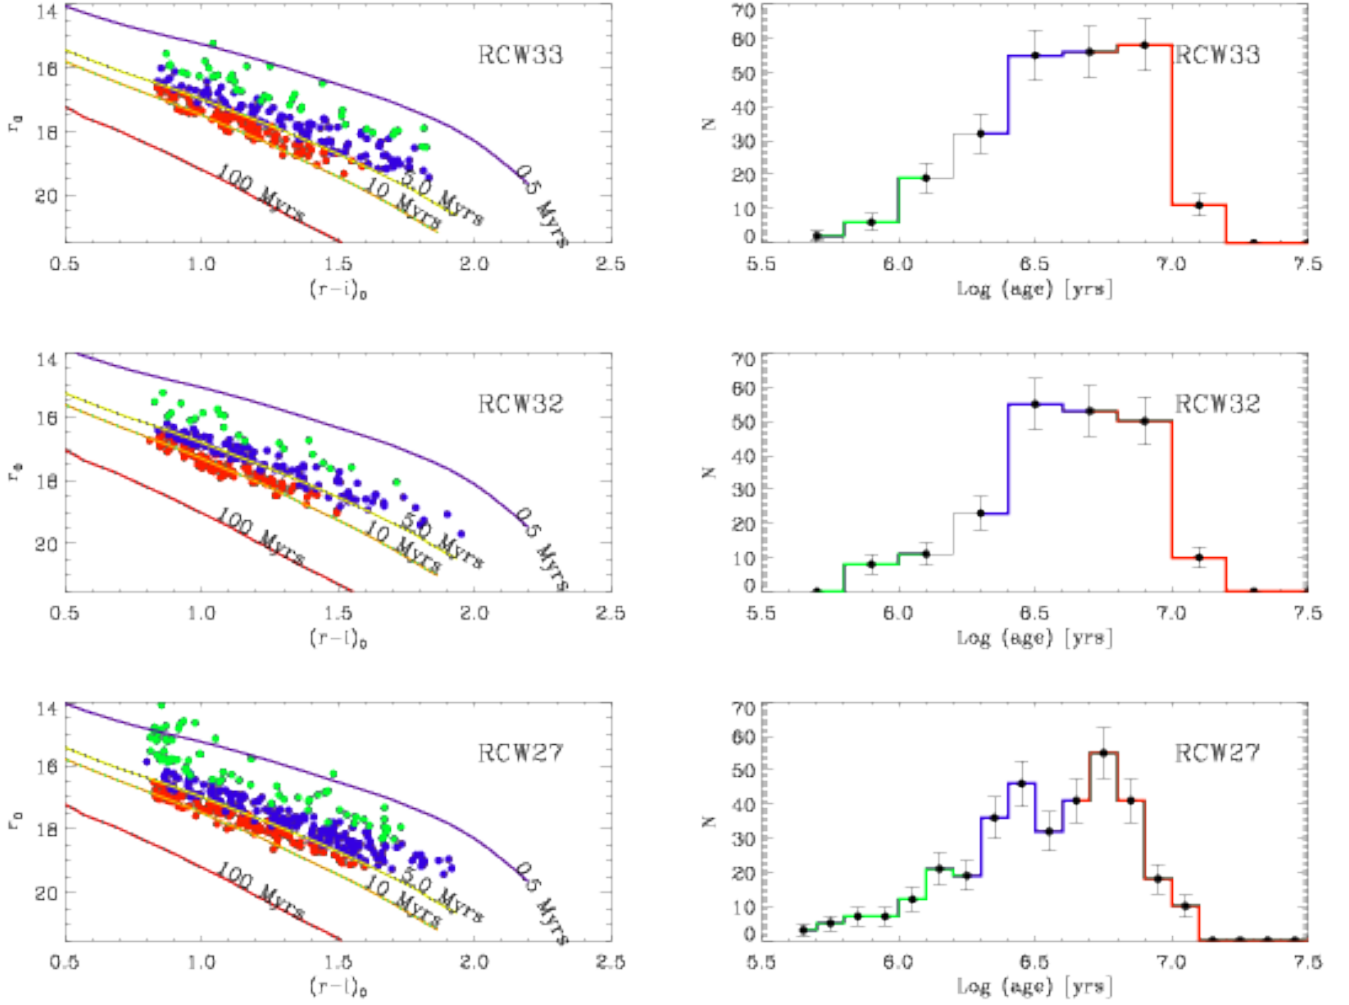 14
16
18
20
r₀
RCW33
100 Myrs
10 Myrs
5.0 Myrs
0.5 Myrs
0.5 1.0 1.5 2.0 2.5
(r-i)₀
70
60
50
40
30
20
10
0
N
RCW33
5.5 6.0 6.5 7.0 7.5
Log (age) [yrs]
14
16
18
20
r₀
RCW32
100 Myrs
10 Myrs
5.0 Myrs
0.5 Myrs
0.5 1.0 1.5 2.0 2.5
(r-i)₀
70
60
50
40
30
20
10
0
N
RCW32
5.5 6.0 6.5 7.0 7.5
Log (age) [yrs]
14
16
18
20
r₀
RCW27
100 Myrs
10 Myrs
5.0 Myrs
0.5 Myrs
0.5 1.0 1.5 2.0 2.5
(r-i)₀
70
60
50
40
30
20
10
0
N
RCW27
5.5 6.0 6.5 7.0 7.5
Log (age) [yrs]